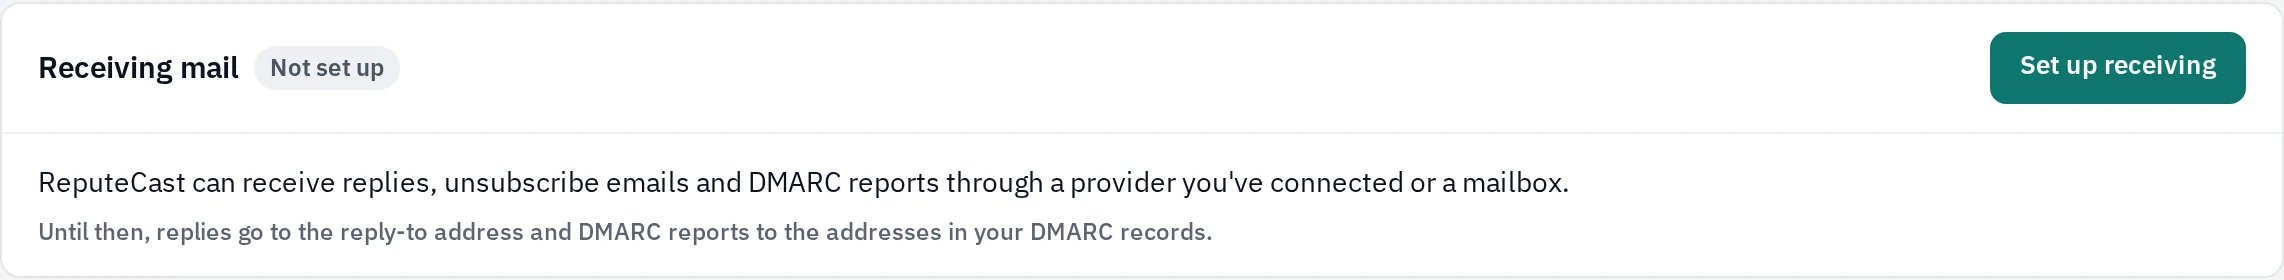 Receiving mail Not set up Set up receiving
ReputeCast can receive replies, unsubscribe emails and DMARC reports through a provider you've connected or a mailbox.
Until then, replies go to the reply-to address and DMARC reports to the addresses in your DMARC records.